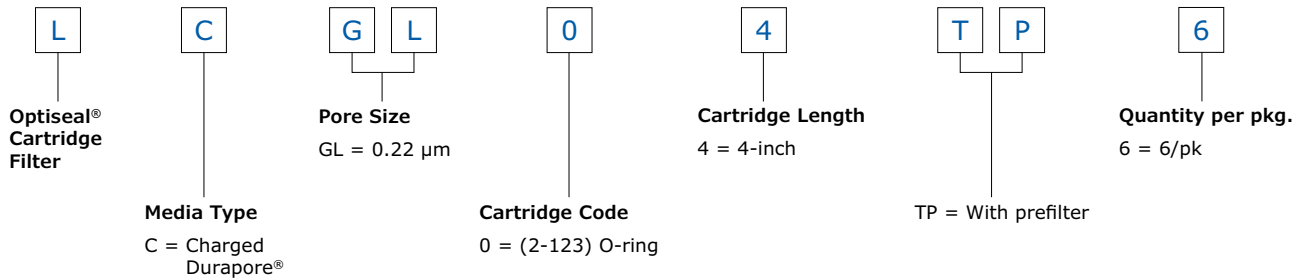 L C G L 0 4 T P 6
Optiseal®
Cartridge
Filter
Pore Size
GL = 0.22 µm
Cartridge Length
4 = 4-inch
Quantity per pkg.
6 = 6/pk
Media Type
C = Charged
Durapore®
Cartridge Code
0 = (2-123) O-ring
TP = With prefilter